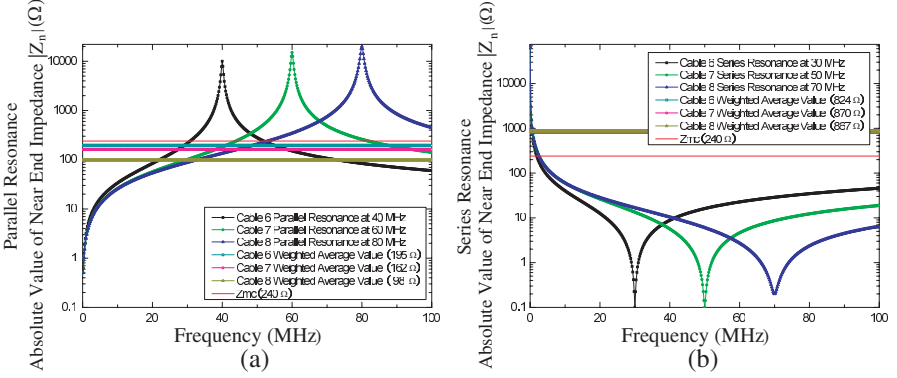 Parallel Resonance
Absolute Value of Near End Impedance |Zn|(Ω)
10000
1000
100
10
1
0.1
0
20
40
60
80
100
Cable 6 Parallel Resonance at 40 MHz
Cable 7 Parallel Resonance at 60 MHz
Cable 8 Parallel Resonance at 80 MHz
Cable 6 Weighted Average Value (195 Ω)
Cable 7 Weighted Average Value (162 Ω)
Cable 8 Weighted Average Value (98 Ω)
Zmc(240 Ω)
Frequency (MHz)
(a)
Series Resonance
Absolute Value of Near End Impedance |Zn|(Ω)
10000
1000
100
10
1
0.1
0
20
40
60
80
100
Cable 6 Series Resonance at 30 MHz
Cable 7 Series Resonance at 50 MHz
Cable 8 Series Resonance at 70 MHz
Cable 6 Weighted Average Value (824 Ω)
Cable 7 Weighted Average Value (870 Ω)
Cable 8 Weighted Average Value (887 Ω)
Zmc(240 Ω)
Frequency (MHz)
(b)